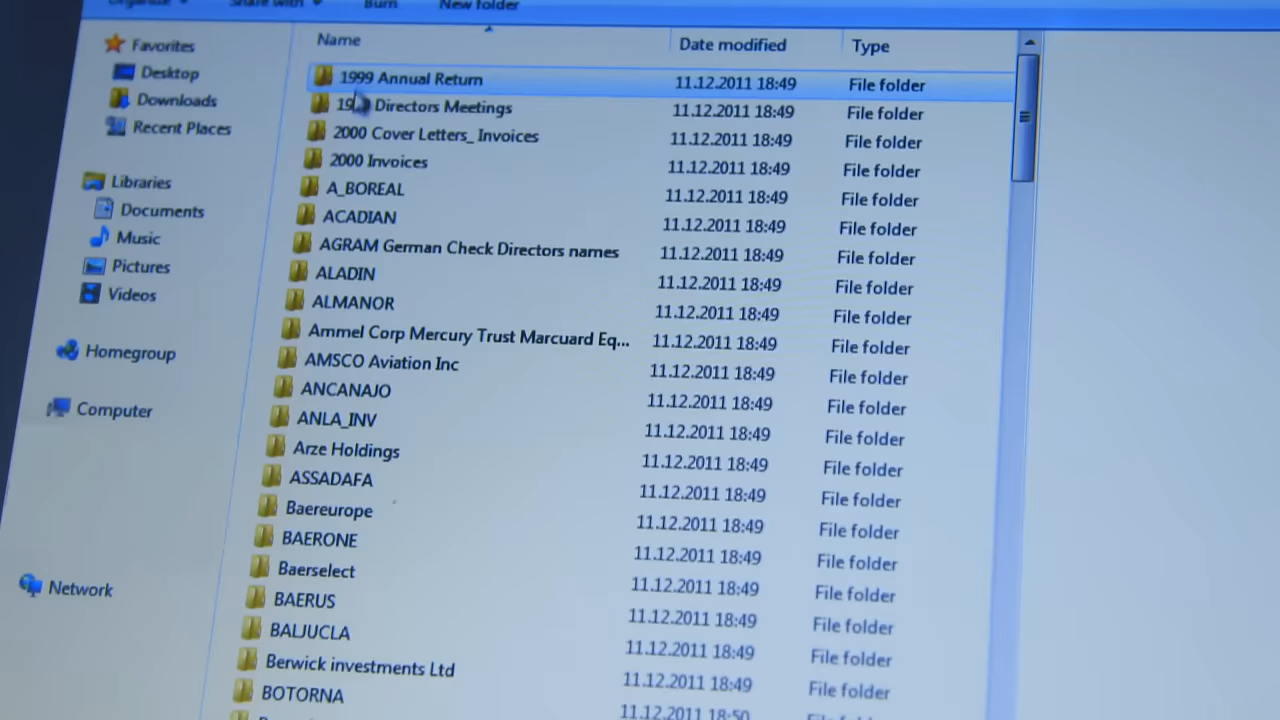 Organize Share with Burn New folder
Name Date modified Type
Favorites
Desktop
Downloads
Recent Places
Libraries
Documents
Music
Pictures
Videos
Homegroup
Computer
Network
1999 Annual Return 11.12.2011 18:49 File folder
Directors Meetings 11.12.2011 18:49 File folder
2000 Cover Letters_ Invoices 11.12.2011 18:49 File folder
2000 Invoices 11.12.2011 18:49 File folder
A_BOREAL 11.12.2011 18:49 File folder
ACADIAN 11.12.2011 18:49 File folder
AGRAM German Check Directors names 11.12.2011 18:49 File folder
ALADIN 11.12.2011 18:49 File folder
ALMANOR 11.12.2011 18:49 File folder
Ammel Corp Mercury Trust Marcuard Eq... 11.12.2011 18:49 File folder
AMSCO Aviation Inc 11.12.2011 18:49 File folder
ANCANAJO 11.12.2011 18:49 File folder
ANLA_INV 11.12.2011 18:49 File folder
Arze Holdings 11.12.2011 18:49 File folder
ASSADAFA 11.12.2011 18:49 File folder
Baereurope 11.12.2011 18:49 File folder
BAERONE 11.12.2011 18:49 File folder
Baerselect 11.12.2011 18:49 File folder
BAERUS 11.12.2011 18:49 File folder
BALJUCLA 11.12.2011 18:49 File folder
Berwick investments Ltd 11.12.2011 18:49 File folder
BOTORNA 11.12.2011 18:49 File folder
11.12.2011 18:50